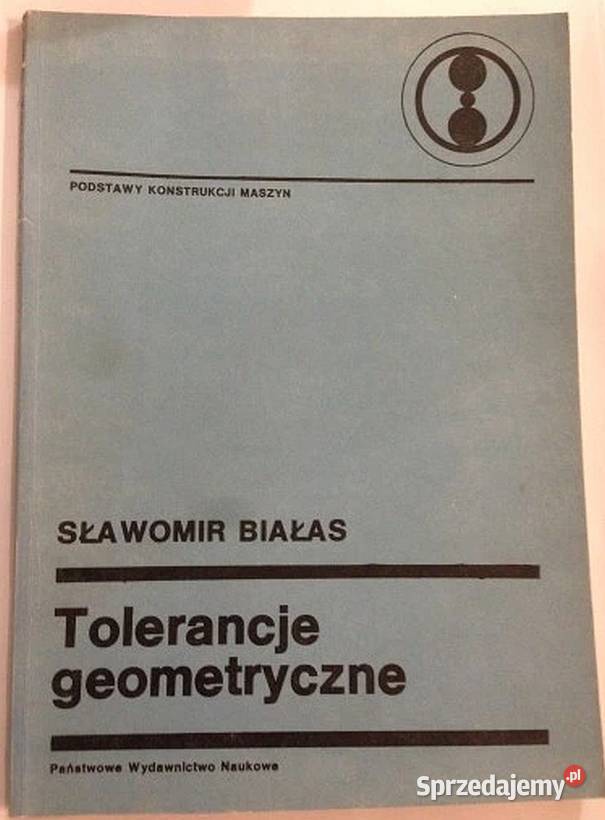 PODSTAWY KONSTRUKCJI MASZYN
SŁAWOMIR BIAŁAS
Tolerancje
geometryczne
Państwowe Wydawnictwo Naukowe
Sprzedajemy.pl